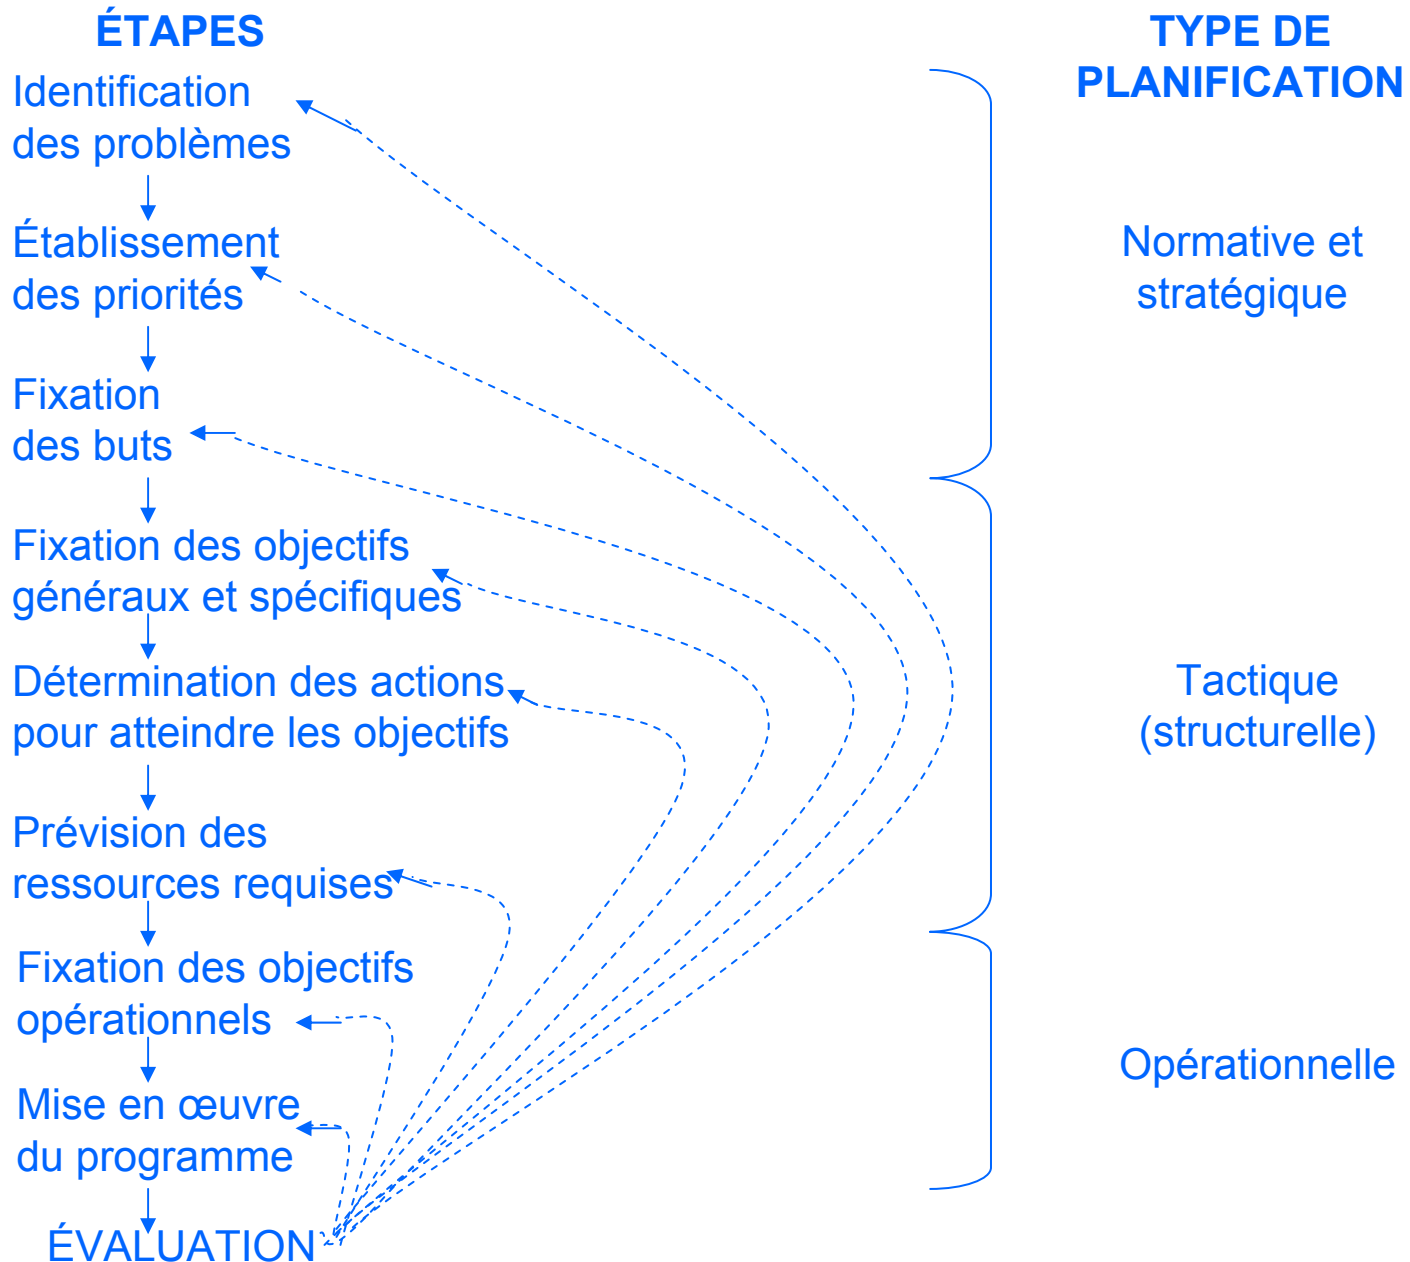 ÉTAPES
Identification
des problèmes
Établissement
des priorités
Fixation
des buts
Fixation des objectifs
généraux et spécifiques
Détermination des actions
pour atteindre les objectifs
Prévision des
ressources requises
Fixation des objectifs
opérationnels
Mise en œuvre
du programme
ÉVALUATION
TYPE DE
PLANIFICATION
Normative et
stratégique
Tactique
(structurelle)
Opérationnelle